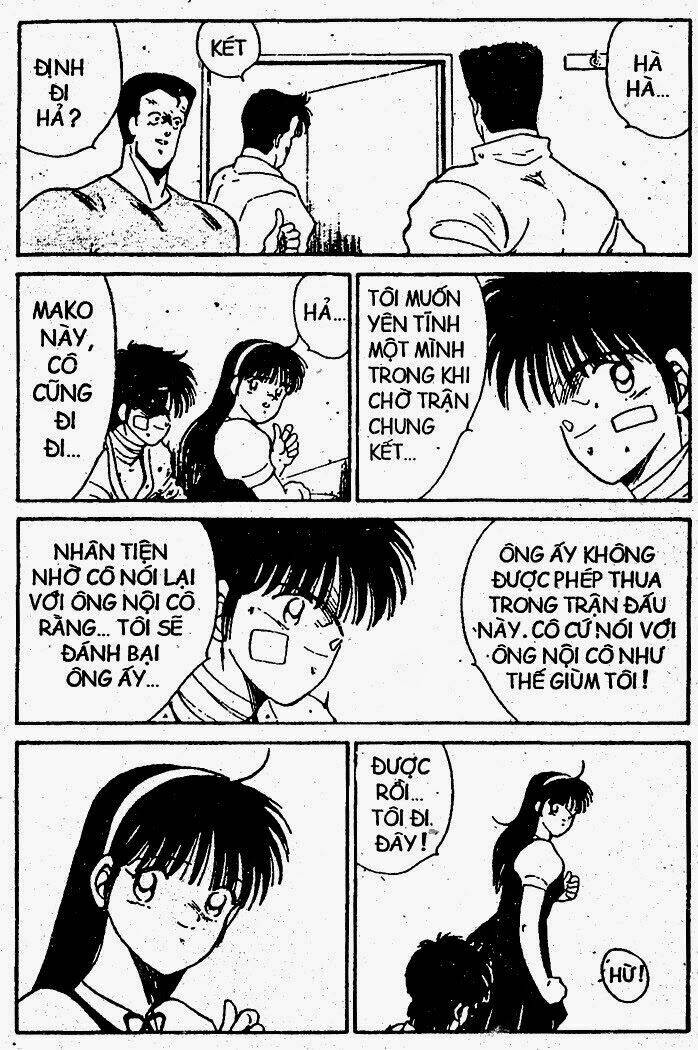 ĐỊNH
ĐI
HẢ?
KÉT
HÀ
HÀ...
MAKO
NÀY,
CÔ
CŨNG
ĐI
ĐI...
HẢ...
TÔI MUỐN
YÊN TĨNH
MỘT MÌNH
TRONG KHI
CHỜ TRẬN
CHUNG
KẾT...
NHÂN TIỆN
NHỜ CÔ NÓI LẠI
VỚI ÔNG NỘI CÔ
RẰNG... TÔI SẼ
ĐÁNH BẠI
ÔNG ẤY...
ÔNG ẤY KHÔNG
ĐƯỢC PHÉP THUA
TRONG TRẬN ĐẤU
NÀY. CÔ CỨ NÓI VỚI
ÔNG NỘI CÔ NHƯ
THẾ GIÙM TÔI!
ĐƯỢC
RỒI...
TÔI ĐI
ĐÂY!
HỪ!